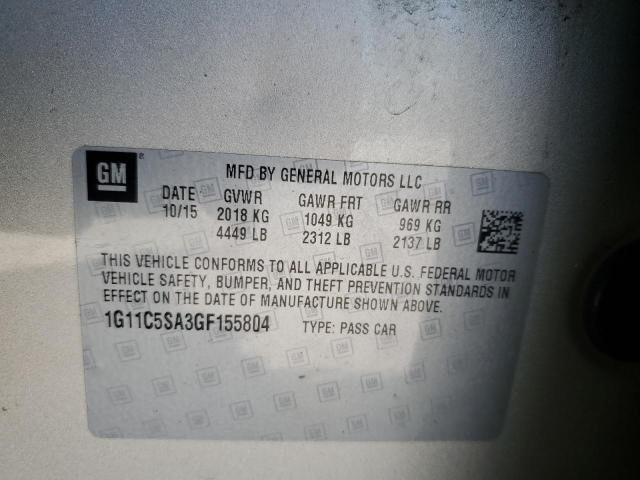 GM
MFD BY GENERAL MOTORS LLC
DATE GVWR GAWR FRT GAWR RR
10/15 2018 KG 1049 KG 969 KG
4449 LB 2312 LB 2137 LB
THIS VEHICLE CONFORMS TO ALL APPLICABLE U.S. FEDERAL MOTOR
VEHICLE SAFETY, BUMPER, AND THEFT PREVENTION STANDARDS IN
EFFECT ON THE DATE OF MANUFACTURE SHOWN ABOVE.
1G11C5SA3GF155804 TYPE: PASS CAR